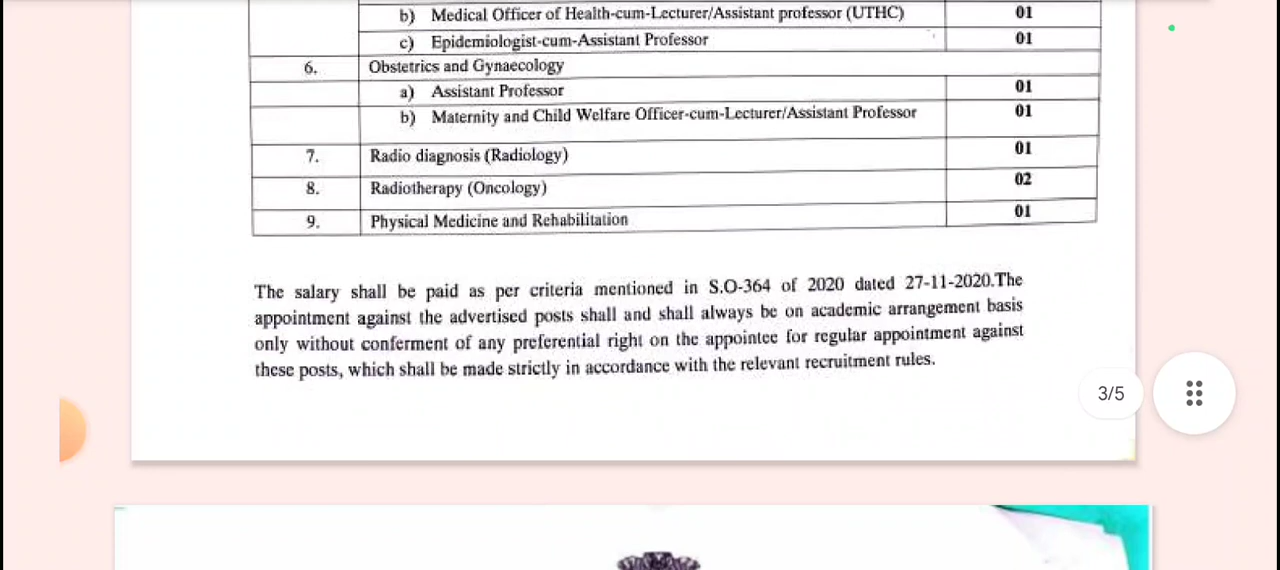 b) Medical Officer of Health-cum-Lecturer/Assistant professor (UTHC) 01
c) Epidemiologist-cum-Assistant Professor 01
6. Obstetrics and Gynaecology
a) Assistant Professor 01
b) Maternity and Child Welfare Officer-cum-Lecturer/Assistant Professor 01
7. Radio diagnosis (Radiology) 01
8. Radiotherapy (Oncology) 02
9. Physical Medicine and Rehabilitation 01
The salary shall be paid as per criteria mentioned in S.O-364 of 2020 dated 27-11-2020.The
appointment against the advertised posts shall and shall always be on academic arrangement basis
only without conferment of any preferential right on the appointee for regular appointment against
these posts, which shall be made strictly in accordance with the relevant recruitment rules.
3/5